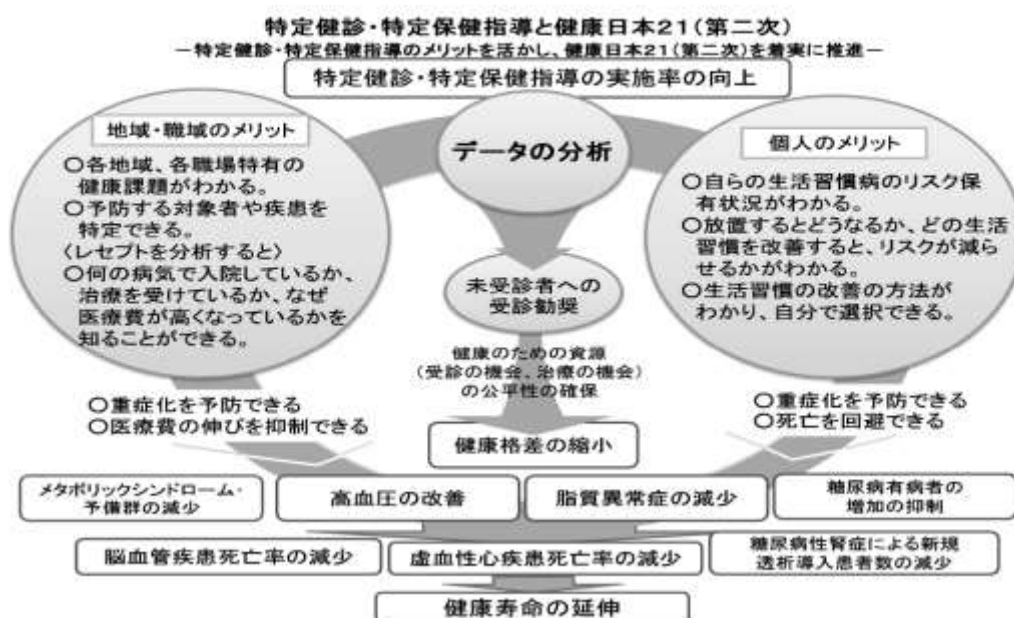 特定健診・特定保健指導と健康日本21(第二次)
－特定健診・特定保健指導のメリットを活かし、健康日本21(第二次)を着実に推進－
特定健診・特定保健指導の実施率の向上
地域・職域のメリット
○各地域、各職場特有の
健康課題がわかる。
○予防する対象者や疾患を
特定できる。
〈レセプトを分析すると〉
○何の病気で入院しているか、
治療を受けているか、なぜ
医療費が高くなっているかを
知ることができる。
データの分析
個人のメリット
○自らの生活習慣病のリスク保
有状況がわかる。
○放置するとどうなるか、どの生活
習慣を改善すると、リスクが減ら
せるかがわかる。
○生活習慣の改善の方法が
わかり、自分で選択できる。
未受診者への
受診勧奨
健康のための資源
(受診の機会、治療の機会)
の公平性の確保
○重症化を予防できる
○医療費の伸びを抑制できる
○重症化を予防できる
○死亡を回避できる
健康格差の縮小
メタボリックシンドローム・
予備群の減少
高血圧の改善
脂質異常症の減少
糖尿病有病者の
増加の抑制
脳血管疾患死亡率の減少
虚血性心疾患死亡率の減少
糖尿病性腎症による新規
透析導入患者数の減少
健康寿命の延伸